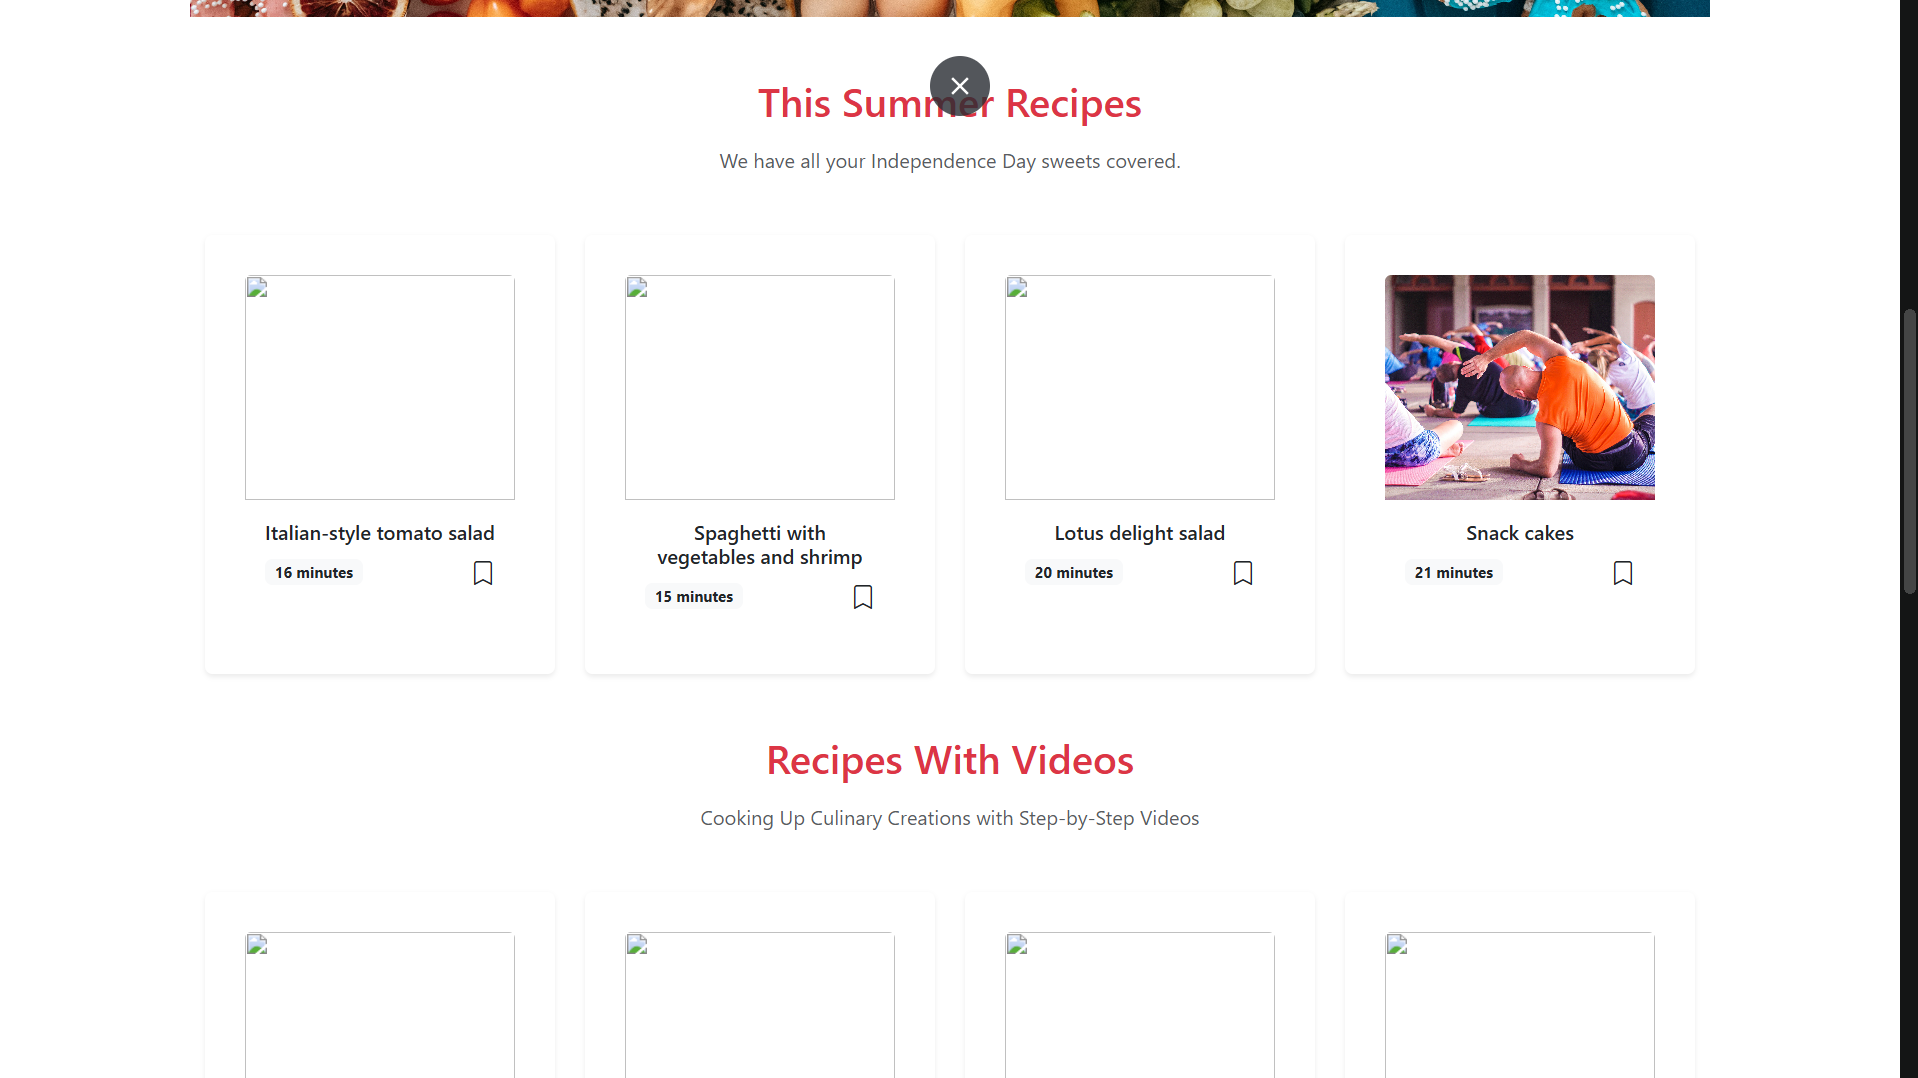 This Summer Recipes
We have all your Independence Day sweets covered.
Italian-style tomato salad
16 minutes
Spaghetti with
vegetables and shrimp
15 minutes
Lotus delight salad
20 minutes
Snack cakes
21 minutes
Recipes With Videos
Cooking Up Culinary Creations with Step-by-Step Videos